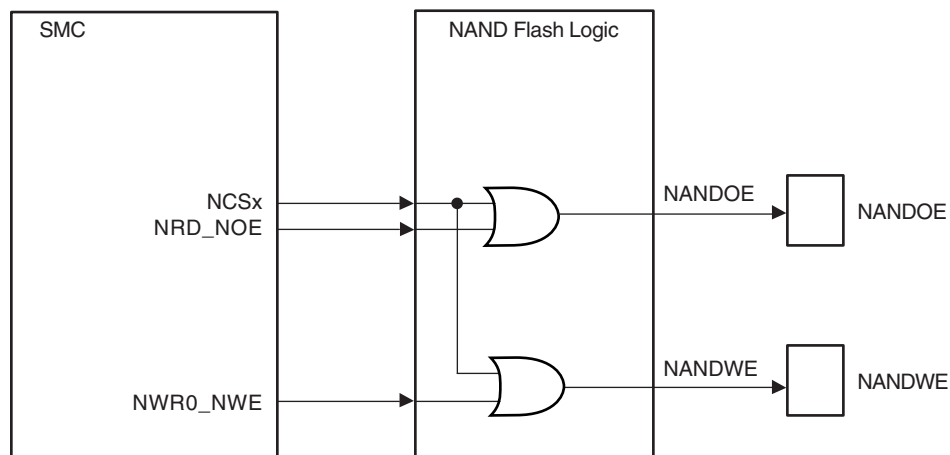 SMC
NAND Flash Logic
NCSx
NRD_NOE
NANDOE
NANDOE
NWR0_NWE
NANDWE
NANDWE